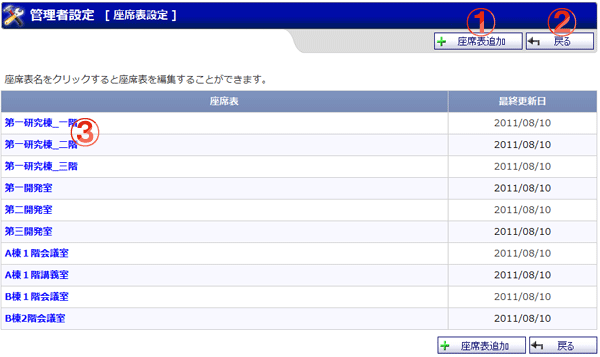 管理者設定 [ 座席表設定 ]
① ②
座席表追加 戻る
座席表名をクリックすると座席表を編集することができます。
座席表 最終更新日
第一研究棟_一階 2011/08/10
③
第一研究棟_二階 2011/08/10
第一研究棟_三階 2011/08/10
第一開発室 2011/08/10
第二開発室 2011/08/10
第三開発室 2011/08/10
A棟１階会議室 2011/08/10
A棟１階講義室 2011/08/10
B棟１階会議室 2011/08/10
B棟2階会議室 2011/08/10
座席表追加 戻る